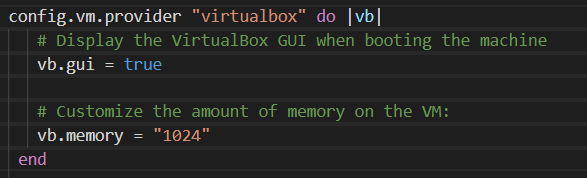 config.vm.provider "virtualbox" do |vb|
# Display the VirtualBox GUI when booting the machine
vb.gui = true
# Customize the amount of memory on the VM:
vb.memory = "1024"
end